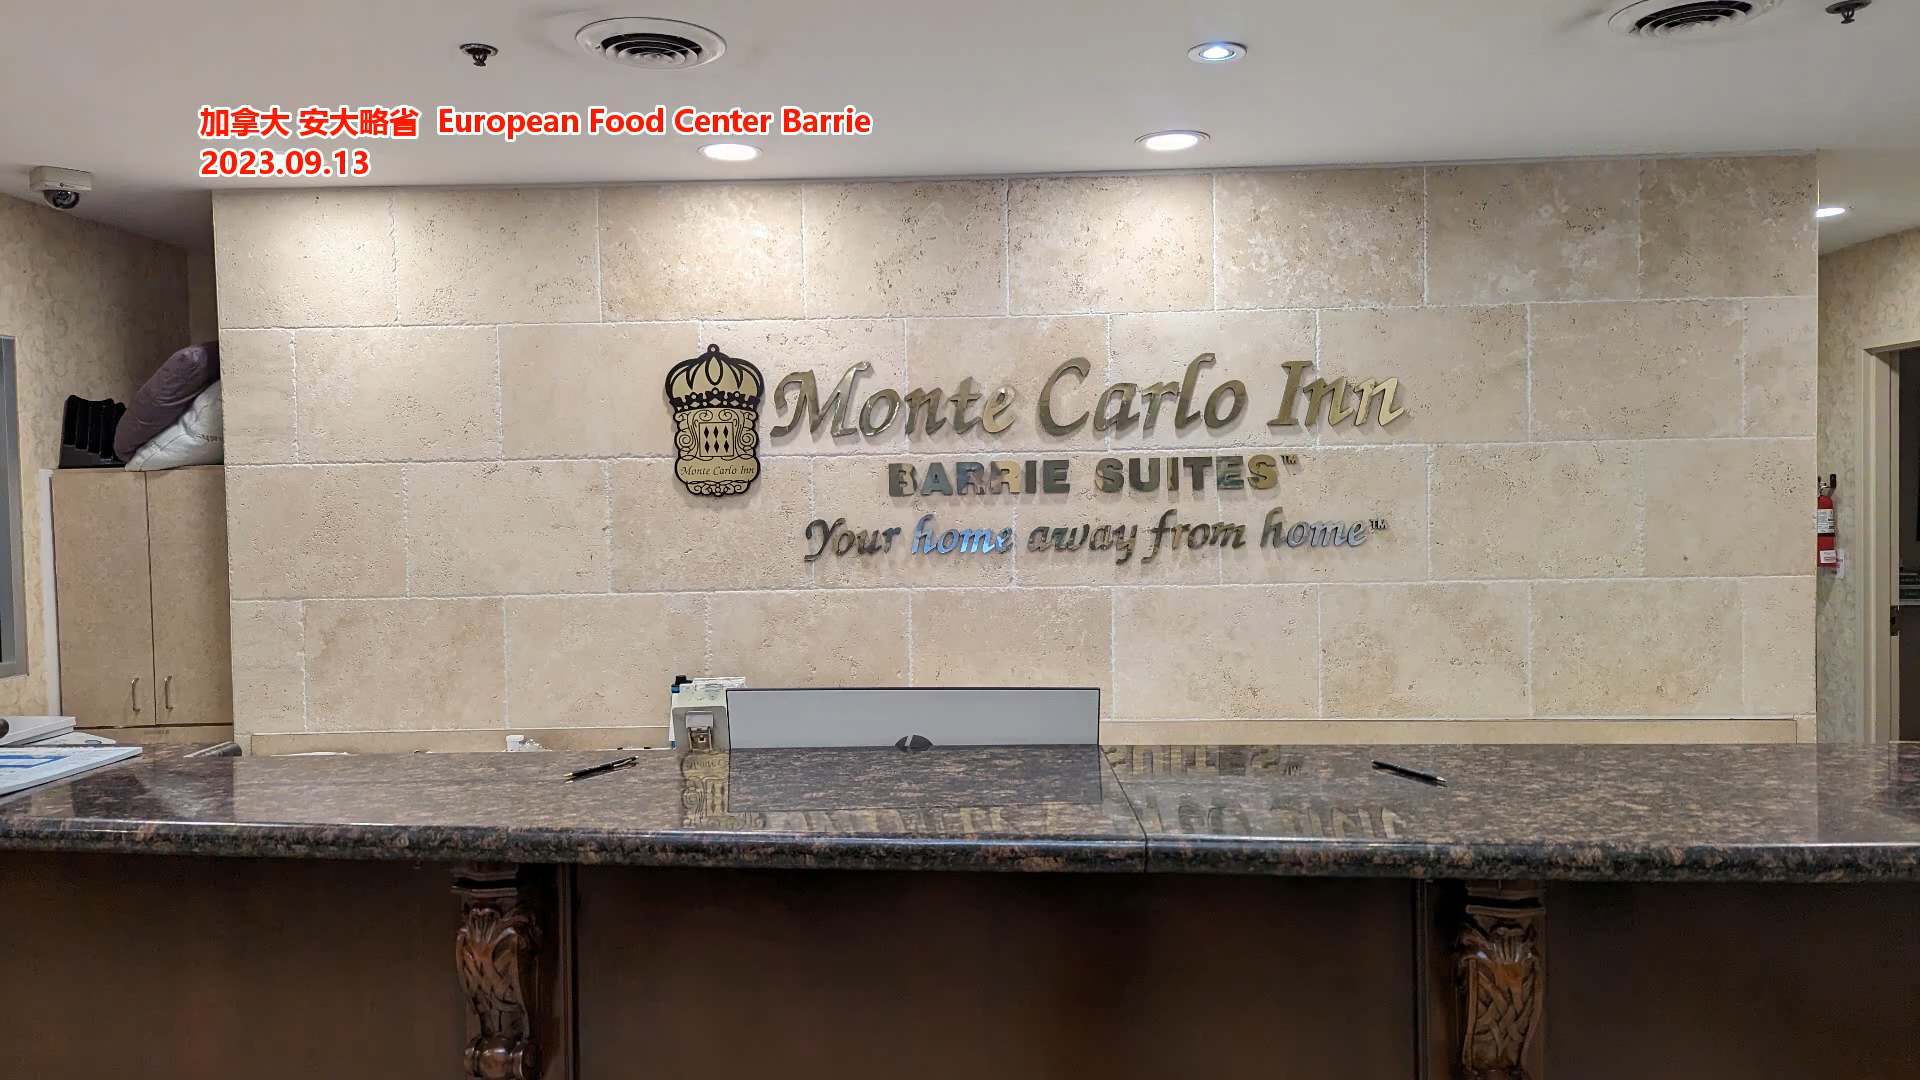 加拿大 安大略省 European Food Center Barrie
2023.09.13
Monte Carlo Inn
Monte Carlo Inn
BARRIE SUITES™
Your home away from home™